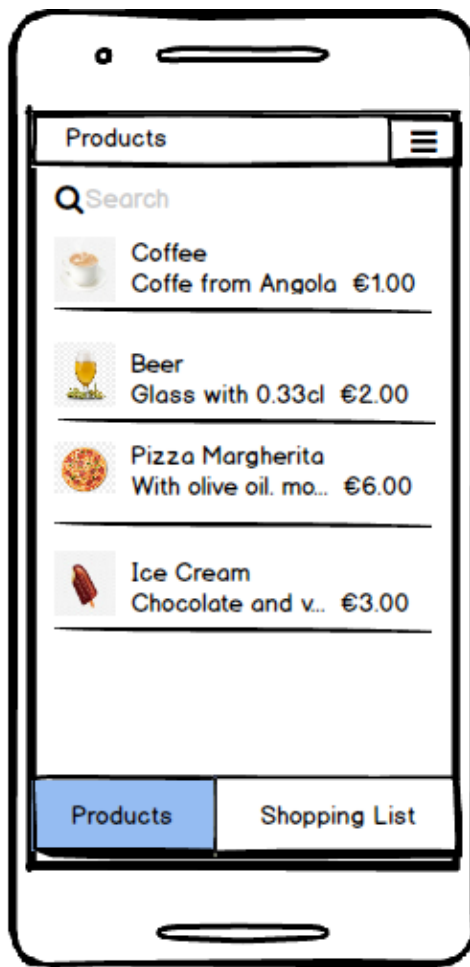 Products
Search
Coffee
Coffe from Angola €1.00
Beer
Glass with 0.33cl €2.00
Pizza Margherita
With olive oil. mo... €6.00
Ice Cream
Chocolate and v... €3.00
Products Shopping List